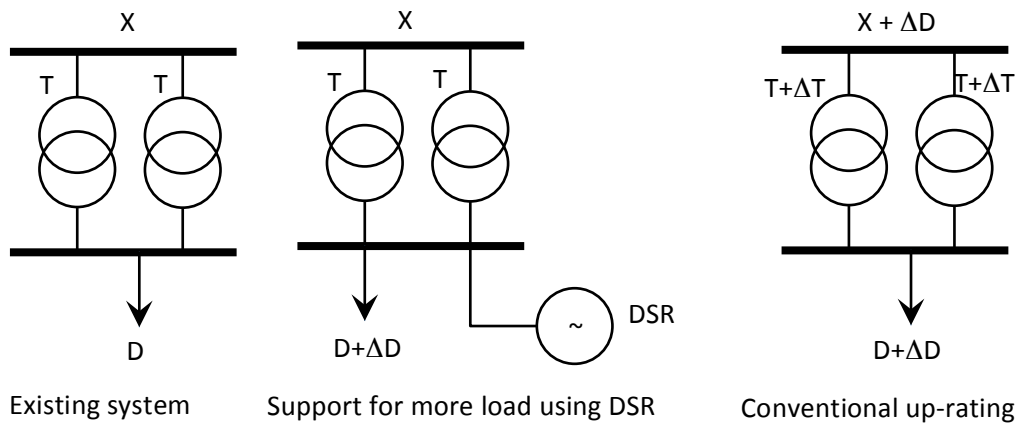 X
T
T
D
Existing system
X
T
T
D+ΔD
~
DSR
Support for more load using DSR
X + ΔD
T+ΔT
T+ΔT
D+ΔD
Conventional up-rating